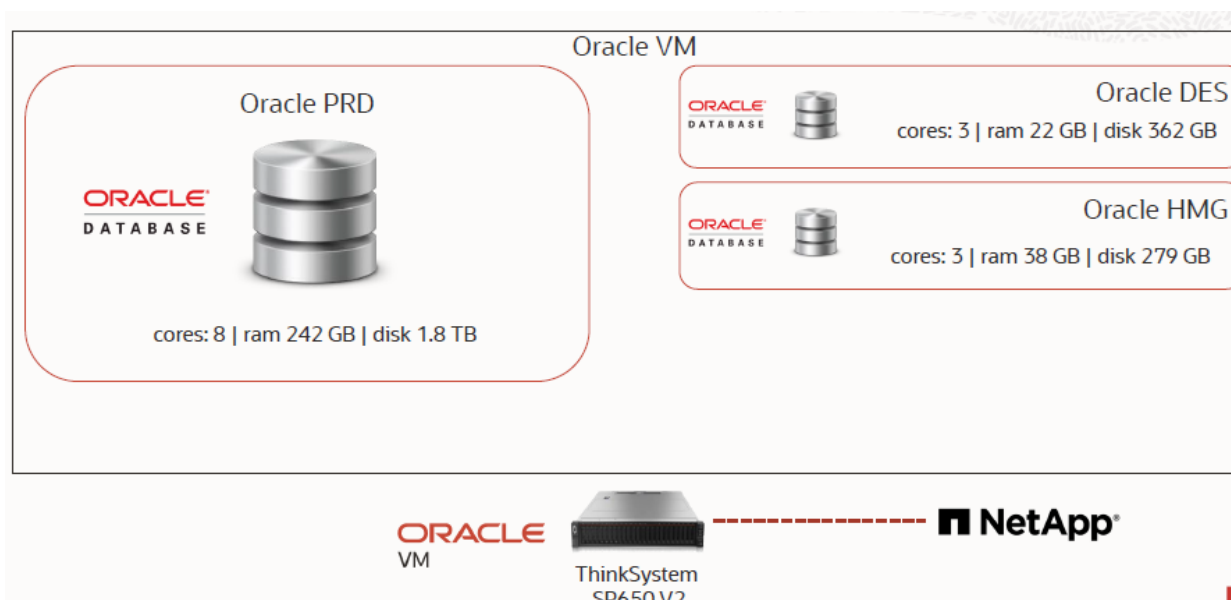 Oracle VM
Oracle PRD
ORACLE
DATABASE
cores: 8 | ram 242 GB | disk 1.8 TB
ORACLE
DATABASE
Oracle DES
cores: 3 | ram 22 GB | disk 362 GB
ORACLE
DATABASE
Oracle HMG
cores: 3 | ram 38 GB | disk 279 GB
ORACLE
VM
ThinkSystem
SR650 V2
NetApp